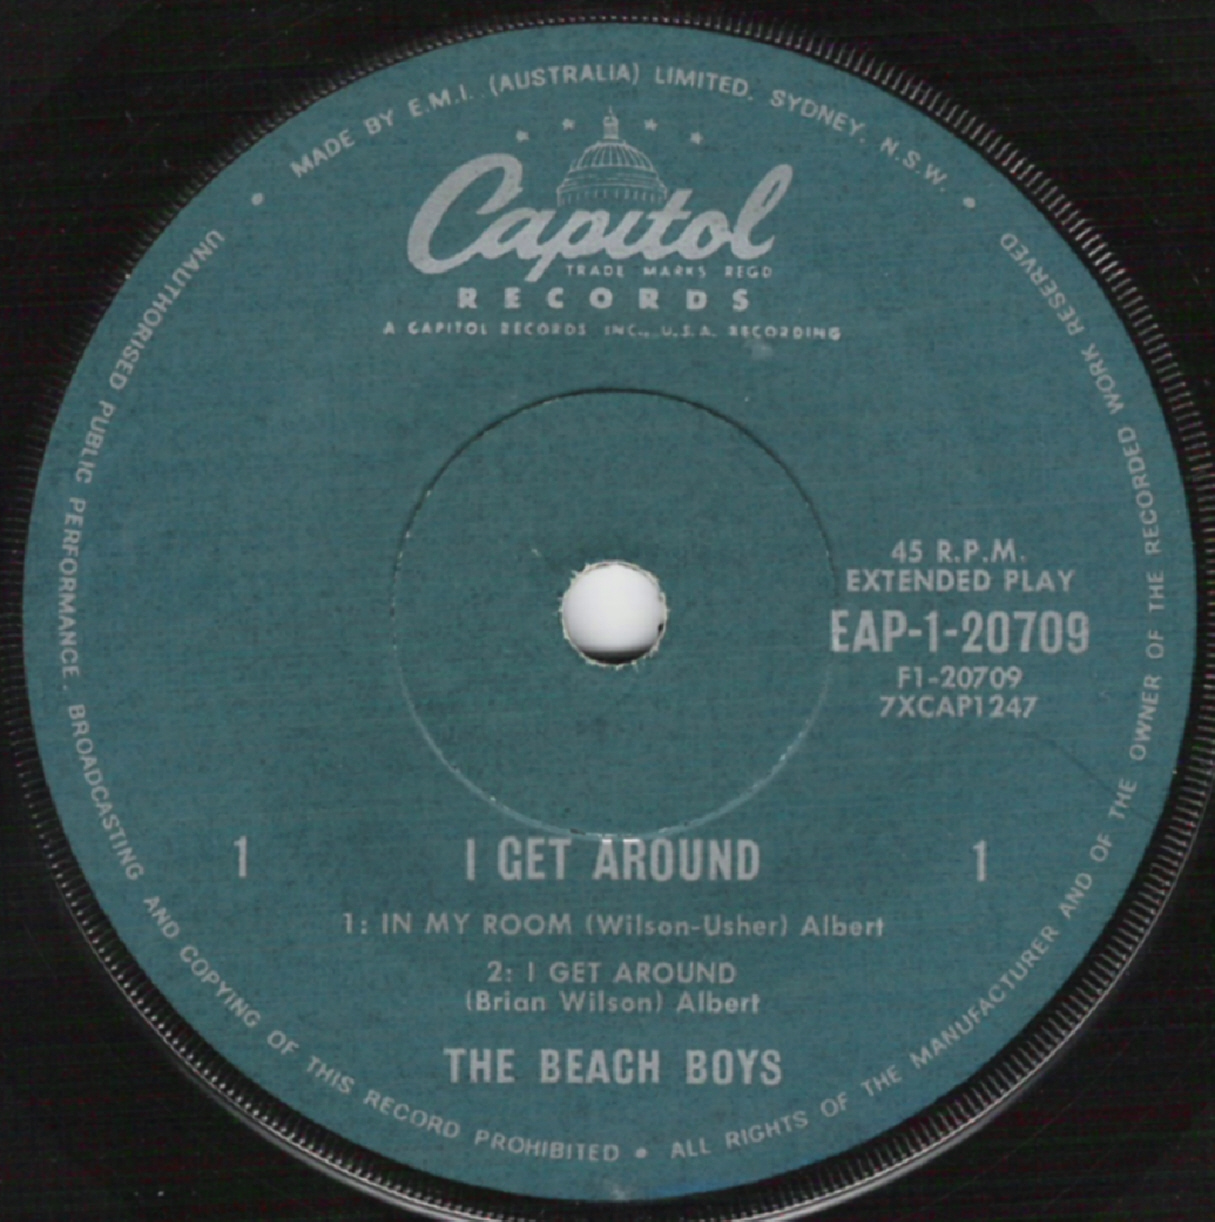 MADE BY E.M.I. (AUSTRALIA) LIMITED. SYDNEY. N.S.W.
Capitol
TRADE MARKS REGD
RECORDS
A CAPITOL RECORDS INC., U.S.A. RECORDING
45 R.P.M.
EXTENDED PLAY
EAP-1-20709
F1-20709
7XCAP1247
1 I GET AROUND 1
1: IN MY ROOM (Wilson-Usher) Albert
2: I GET AROUND
(Brian Wilson) Albert
THE BEACH BOYS
UNAUTHORISED PUBLIC PERFORMANCE. BROADCASTING AND COPYING OF THIS RECORD PROHIBITED • ALL RIGHTS OF THE MANUFACTURER AND OF THE OWNER OF THE RECORDED WORK RESERVED